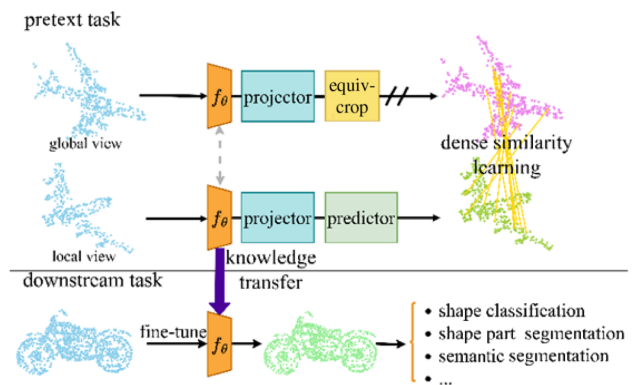 pretext task
global view
fθ
projector
equiv-
crop
dense similarity
learning
local view
fθ
projector
predictor
knowledge
transfer
downstream task
fine-tune
fθ
• shape classification
• shape part segmentation
• semantic segmentation
• ...